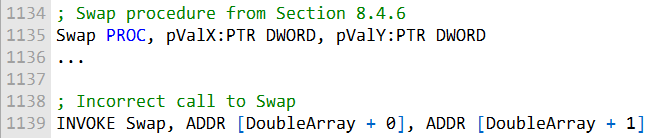 1134 ; Swap procedure from Section 8.4.6
1135 Swap PROC, pValX:PTR DWORD, pValY:PTR DWORD
1136 ...
1137
1138 ; Incorrect call to Swap
1139 INVOKE Swap, ADDR [DoubleArray + 0], ADDR [DoubleArray + 1]